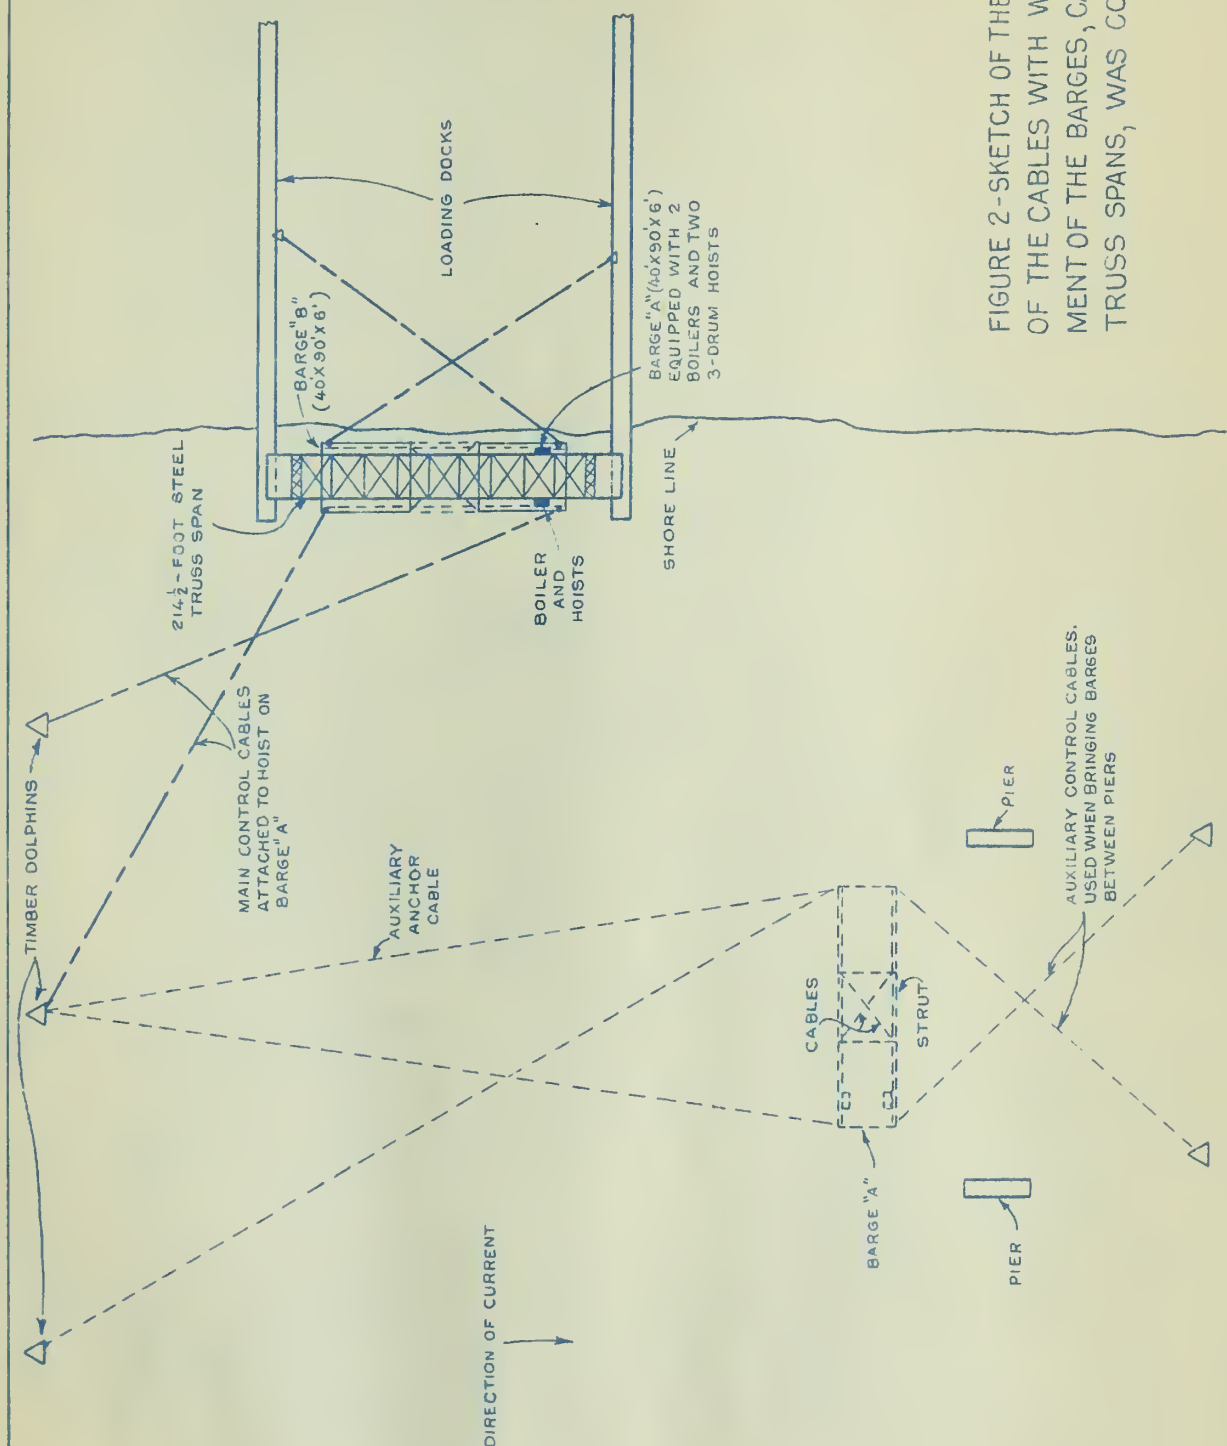 TIMBER DOLPHINS
214½-FOOT STEEL
TRUSS SPAN
BARGE "B"
(40'X90'X6')
LOADING DOCKS
MAIN CONTROL CABLES
ATTACHED TO HOIST ON
BARGE "A"
AUXILIARY
ANCHOR
CABLE
BOILER
AND
HOISTS
BARGE "A" (40'X90'X6')
EQUIPPED WITH 2
BOILERS AND TWO
3-DRUM HOISTS
SHORE LINE
DIRECTION OF CURRENT
CABLES
STRUT
BARGE "A"
PIER
PIER
AUXILIARY CONTROL CABLES.
USED WHEN BRINGING BARGES
BETWEEN PIERS
FIGURE 2-SKETCH OF THE
OF THE CABLES WITH
MENT OF THE BARGES,
TRUSS SPANS, WAS